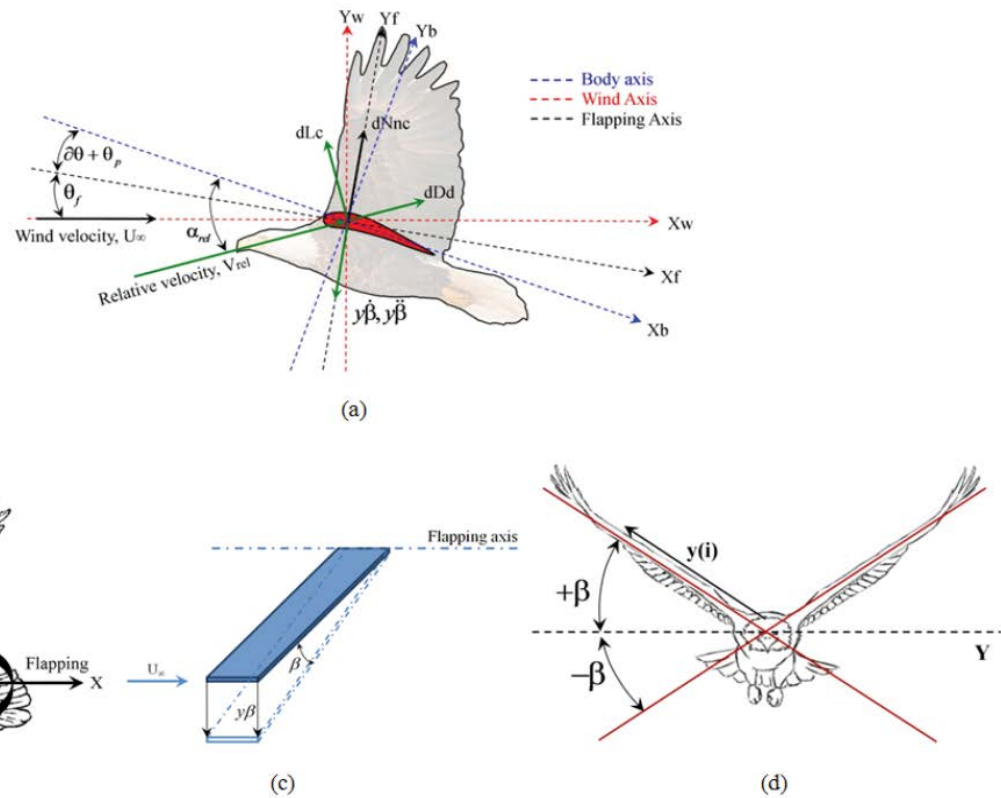 Yw
Yf
Yb
Body axis
Wind Axis
Flapping Axis
dLc
dNnc
dDd
∂θ + θp
θf
αrel
Wind velocity, U∞
Relative velocity, Vrel
Xw
Xf
Xb
yβ̇, yβ̈
(a)
Flapping axis
Flapping
X
U∞
β
yβ
(c)
y(i)
+β
−β
Y
(d)